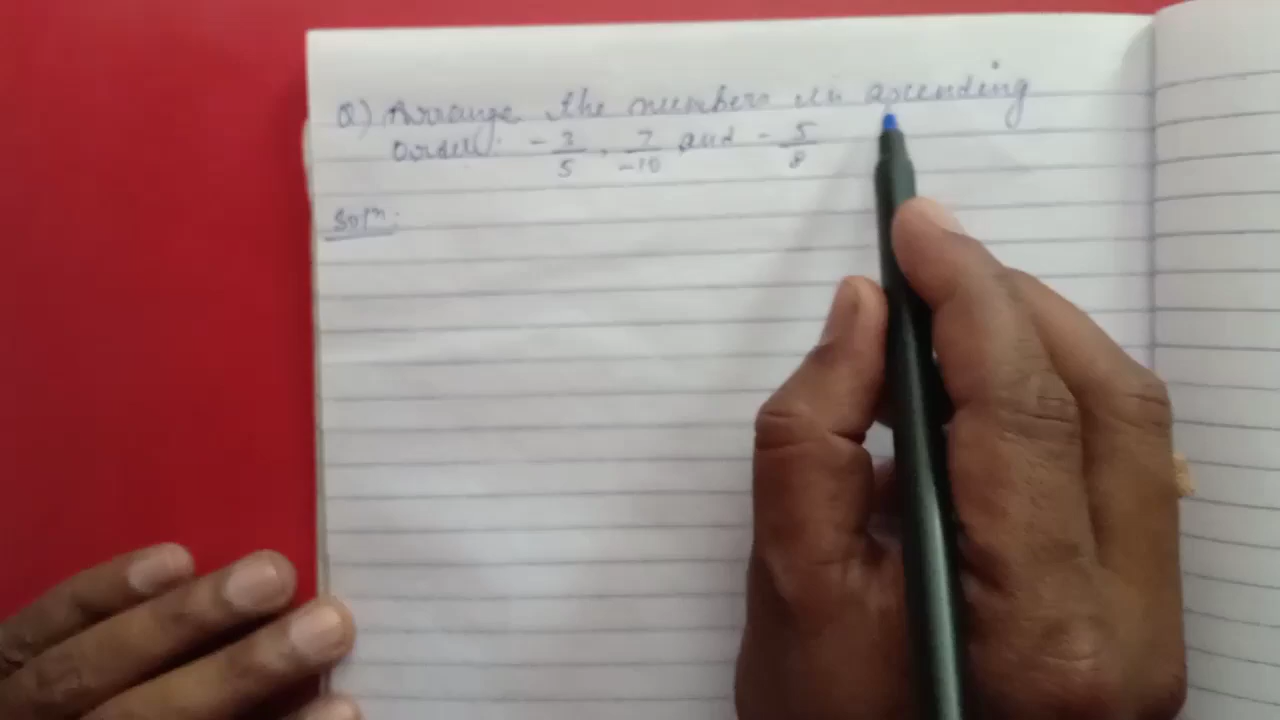 Q) Arrange the numbers in ascending
order: - 3/5, 7/-10 and - 5/8
Soln: